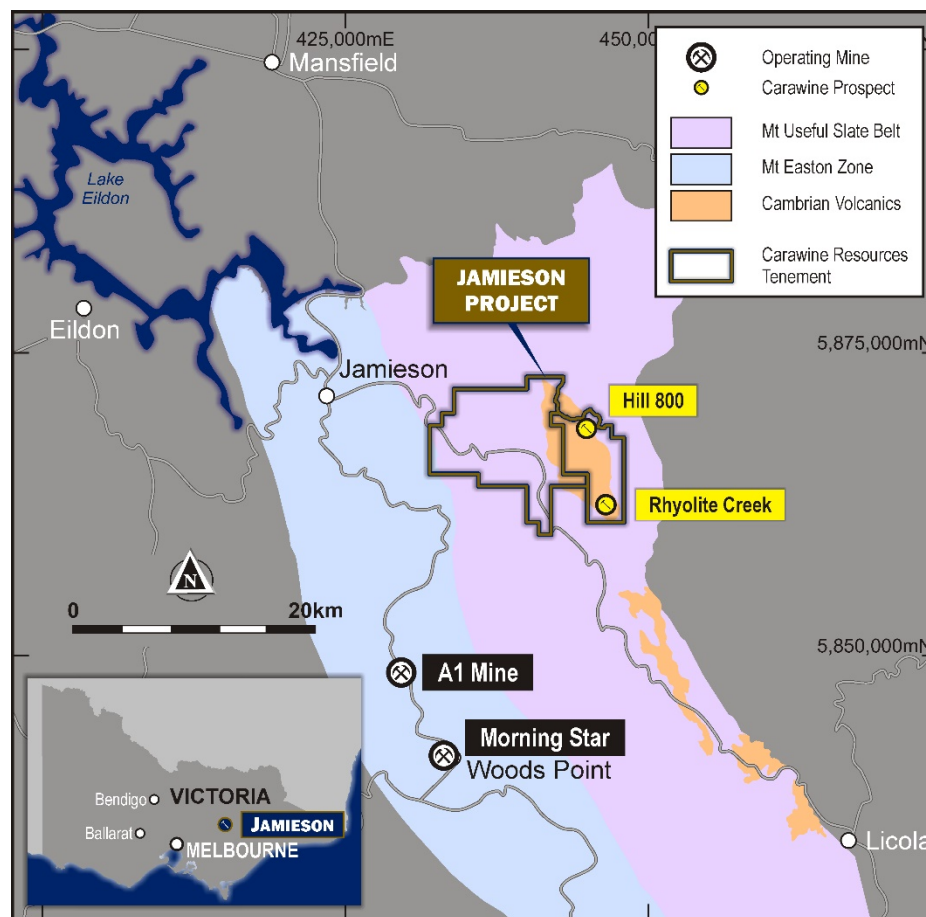 425,000mE
450,0
Mansfield
Operating Mine
Carawine Prospect
Mt Useful Slate Belt
Mt Easton Zone
Cambrian Volcanics
Carawine Resources
Tenement
Lake
Eildon
JAMIESON
PROJECT
Eildon
5,875,000mN
Jamieson
Hill 800
Rhyolite Creek
N
0
20km
5,850,000mN
A1 Mine
Morning Star
Woods Point
Licola
Bendigo
VICTORIA
Ballarat
JAMIESON
MELBOURNE